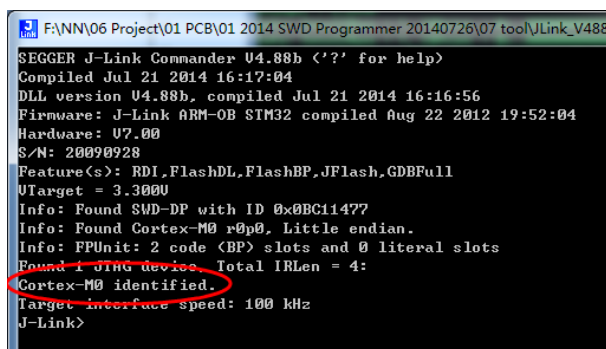 F:\NN\06 Project\01 PCB\01 2014 SWD Programmer 20140726\07 tool\JLink_V488
SEGGER J-Link Commander V4.88b ('?' for help)
Compiled Jul 21 2014 16:17:04
DLL version V4.88b, compiled Jul 21 2014 16:16:56
Firmware: J-Link ARM-OB STM32 compiled Aug 22 2012 19:52:04
Hardware: V7.00
S/N: 20090928
Feature(s): RDI,FlashDL,FlashBP,JFlash,GDBFull
VTarget = 3.300V
Info: Found SWD-DP with ID 0x0BC11477
Info: Found Cortex-M0 r0p0, Little endian.
Info: FPUnit: 2 code (BP) slots and 0 literal slots
Found 1 JTAG device, Total IRLen = 4:
Cortex-M0 identified.
Target interface speed: 100 kHz
J-Link>